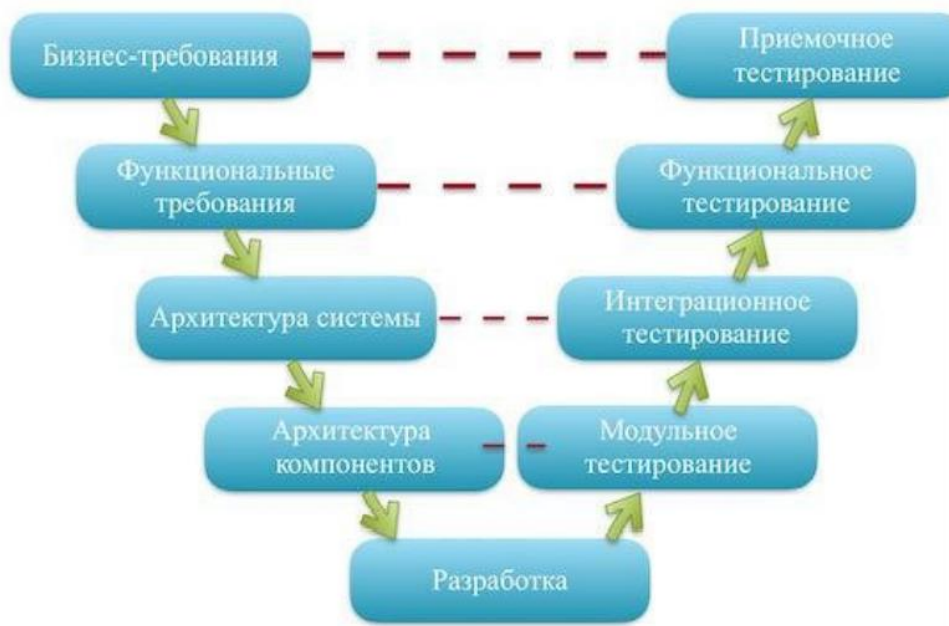 Бизнес-требования
Приемочное
тестирование
Функциональные
требования
Функциональное
тестирование
Архитектура системы
Интеграционное
тестирование
Архитектура
компонентов
Модульное
тестирование
Разработка